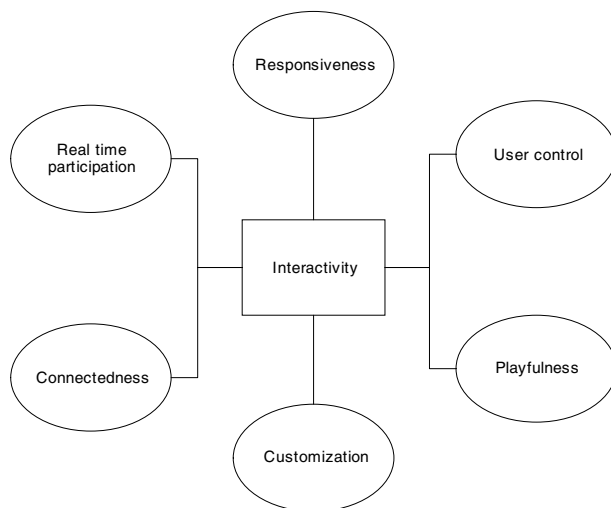 Responsiveness
Real time
participation
User control
Interactivity
Connectedness
Playfulness
Customization